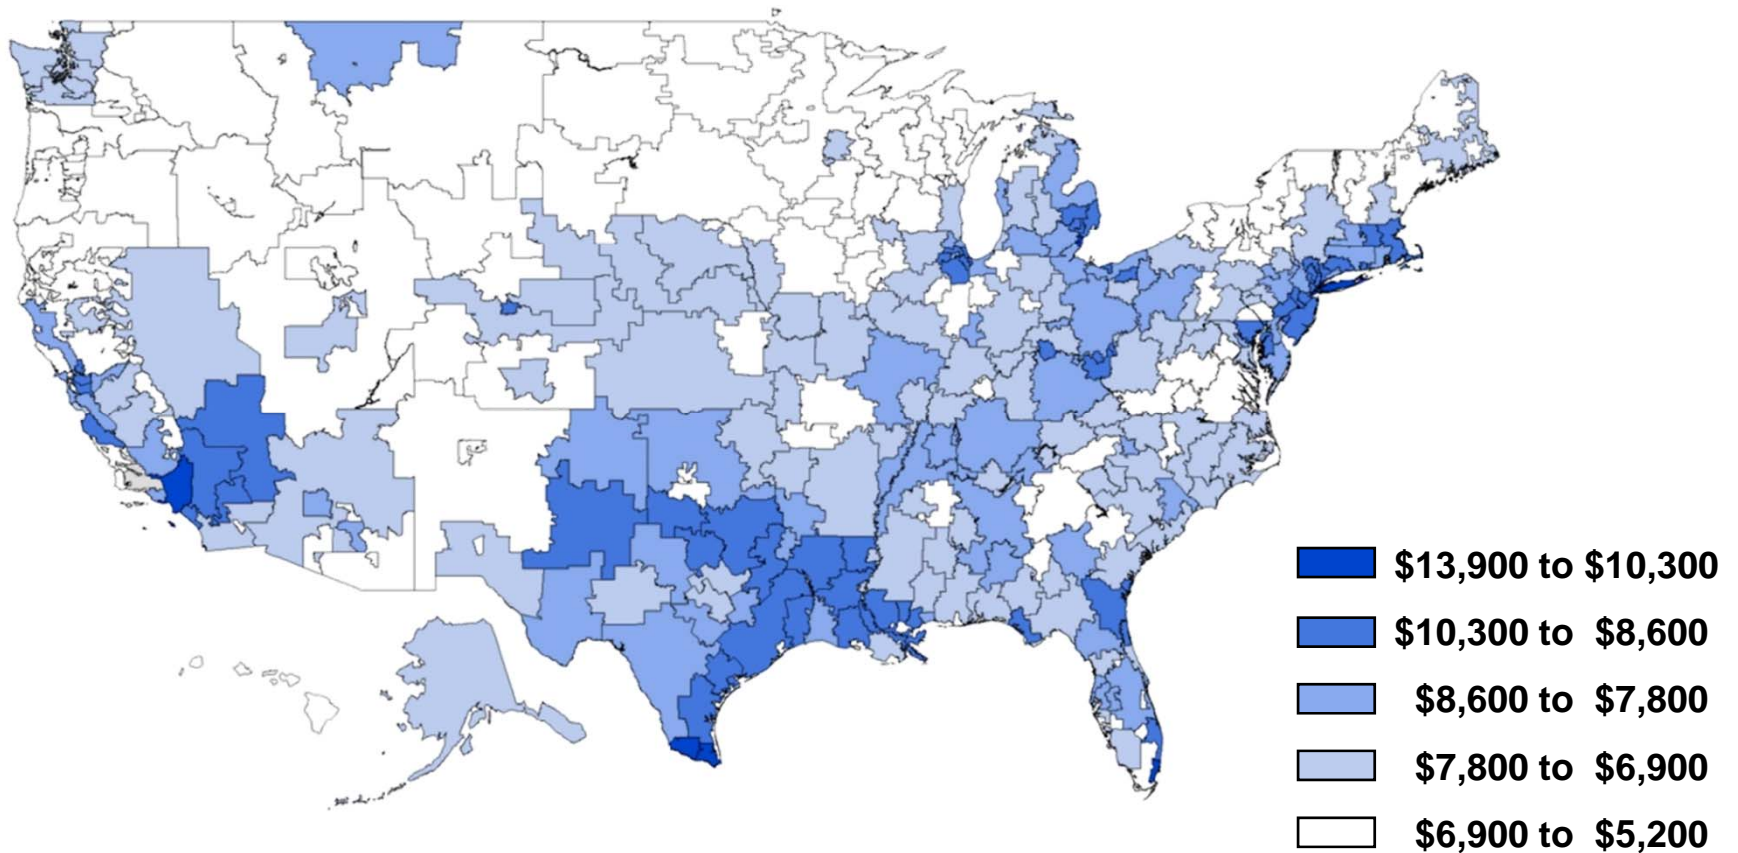 $13,900 to $10,300
$10,300 to $8,600
$8,600 to $7,800
$7,800 to $6,900
$6,900 to $5,200